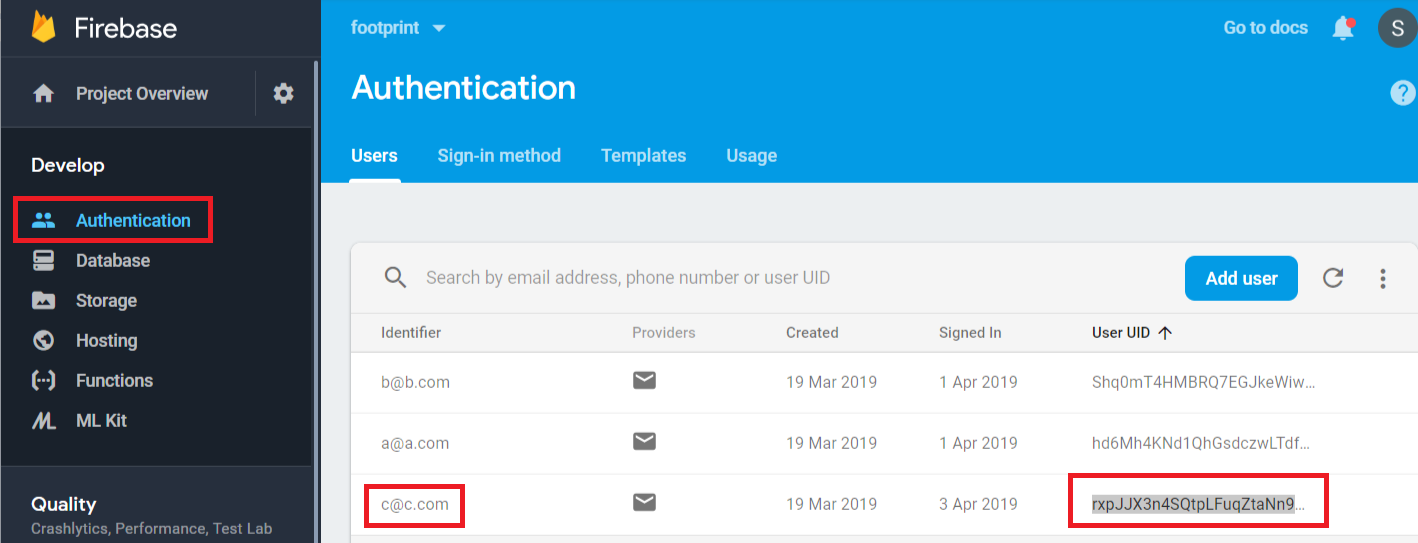 Firebase
Project Overview
Develop
Authentication
Database
Storage
Hosting
Functions
ML Kit
Quality
Crashlytics, Performance, Test Lab
footprint
Go to docs
S
Authentication
?
Users Sign-in method Templates Usage
Search by email address, phone number or user UID
Add user
Identifier Providers Created Signed In User UID
b@b.com 19 Mar 2019 1 Apr 2019 Shq0mT4HMBRQ7EGJkeWiw...
a@a.com 19 Mar 2019 1 Apr 2019 hd6Mh4KNd1QhGsdczwLTdf...
c@c.com 19 Mar 2019 3 Apr 2019 rxpJJX3n4SQtpLFuqZtaNn9...